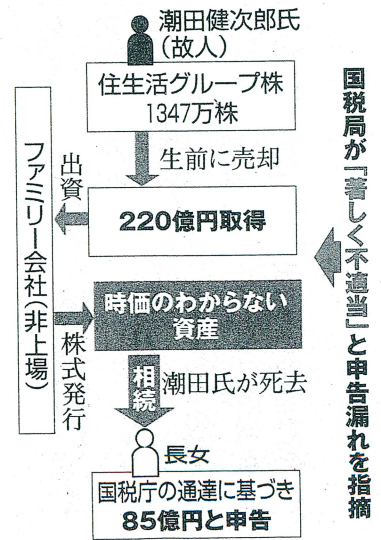 潮田健次郎氏
（故人）
住生活グループ株
1347万株
生前に売却
220億円取得
出資
ファミリー会社（非上場）
株式発行
時価のわからない
資産
相続
潮田氏が死去
長女
国税庁の通達に基づき
85億円と申告
国税局が「著しく不適当」と申告漏れを指摘